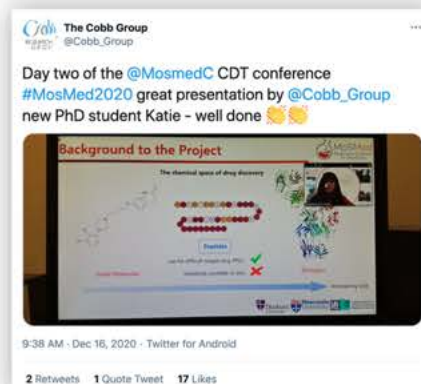 The Cobb Group
@Cobb_Group
Day two of the @MosmedC CDT conference
#MosMed2020 great presentation by @Cobb_Group
new PhD student Katie - well done 👏👏
Background to the Project
MoSMed
The chemical space of drug discovery
Peptides
9:38 AM · Dec 16, 2020 · Twitter for Android
2 Retweets 1 Quote Tweet 17 Likes